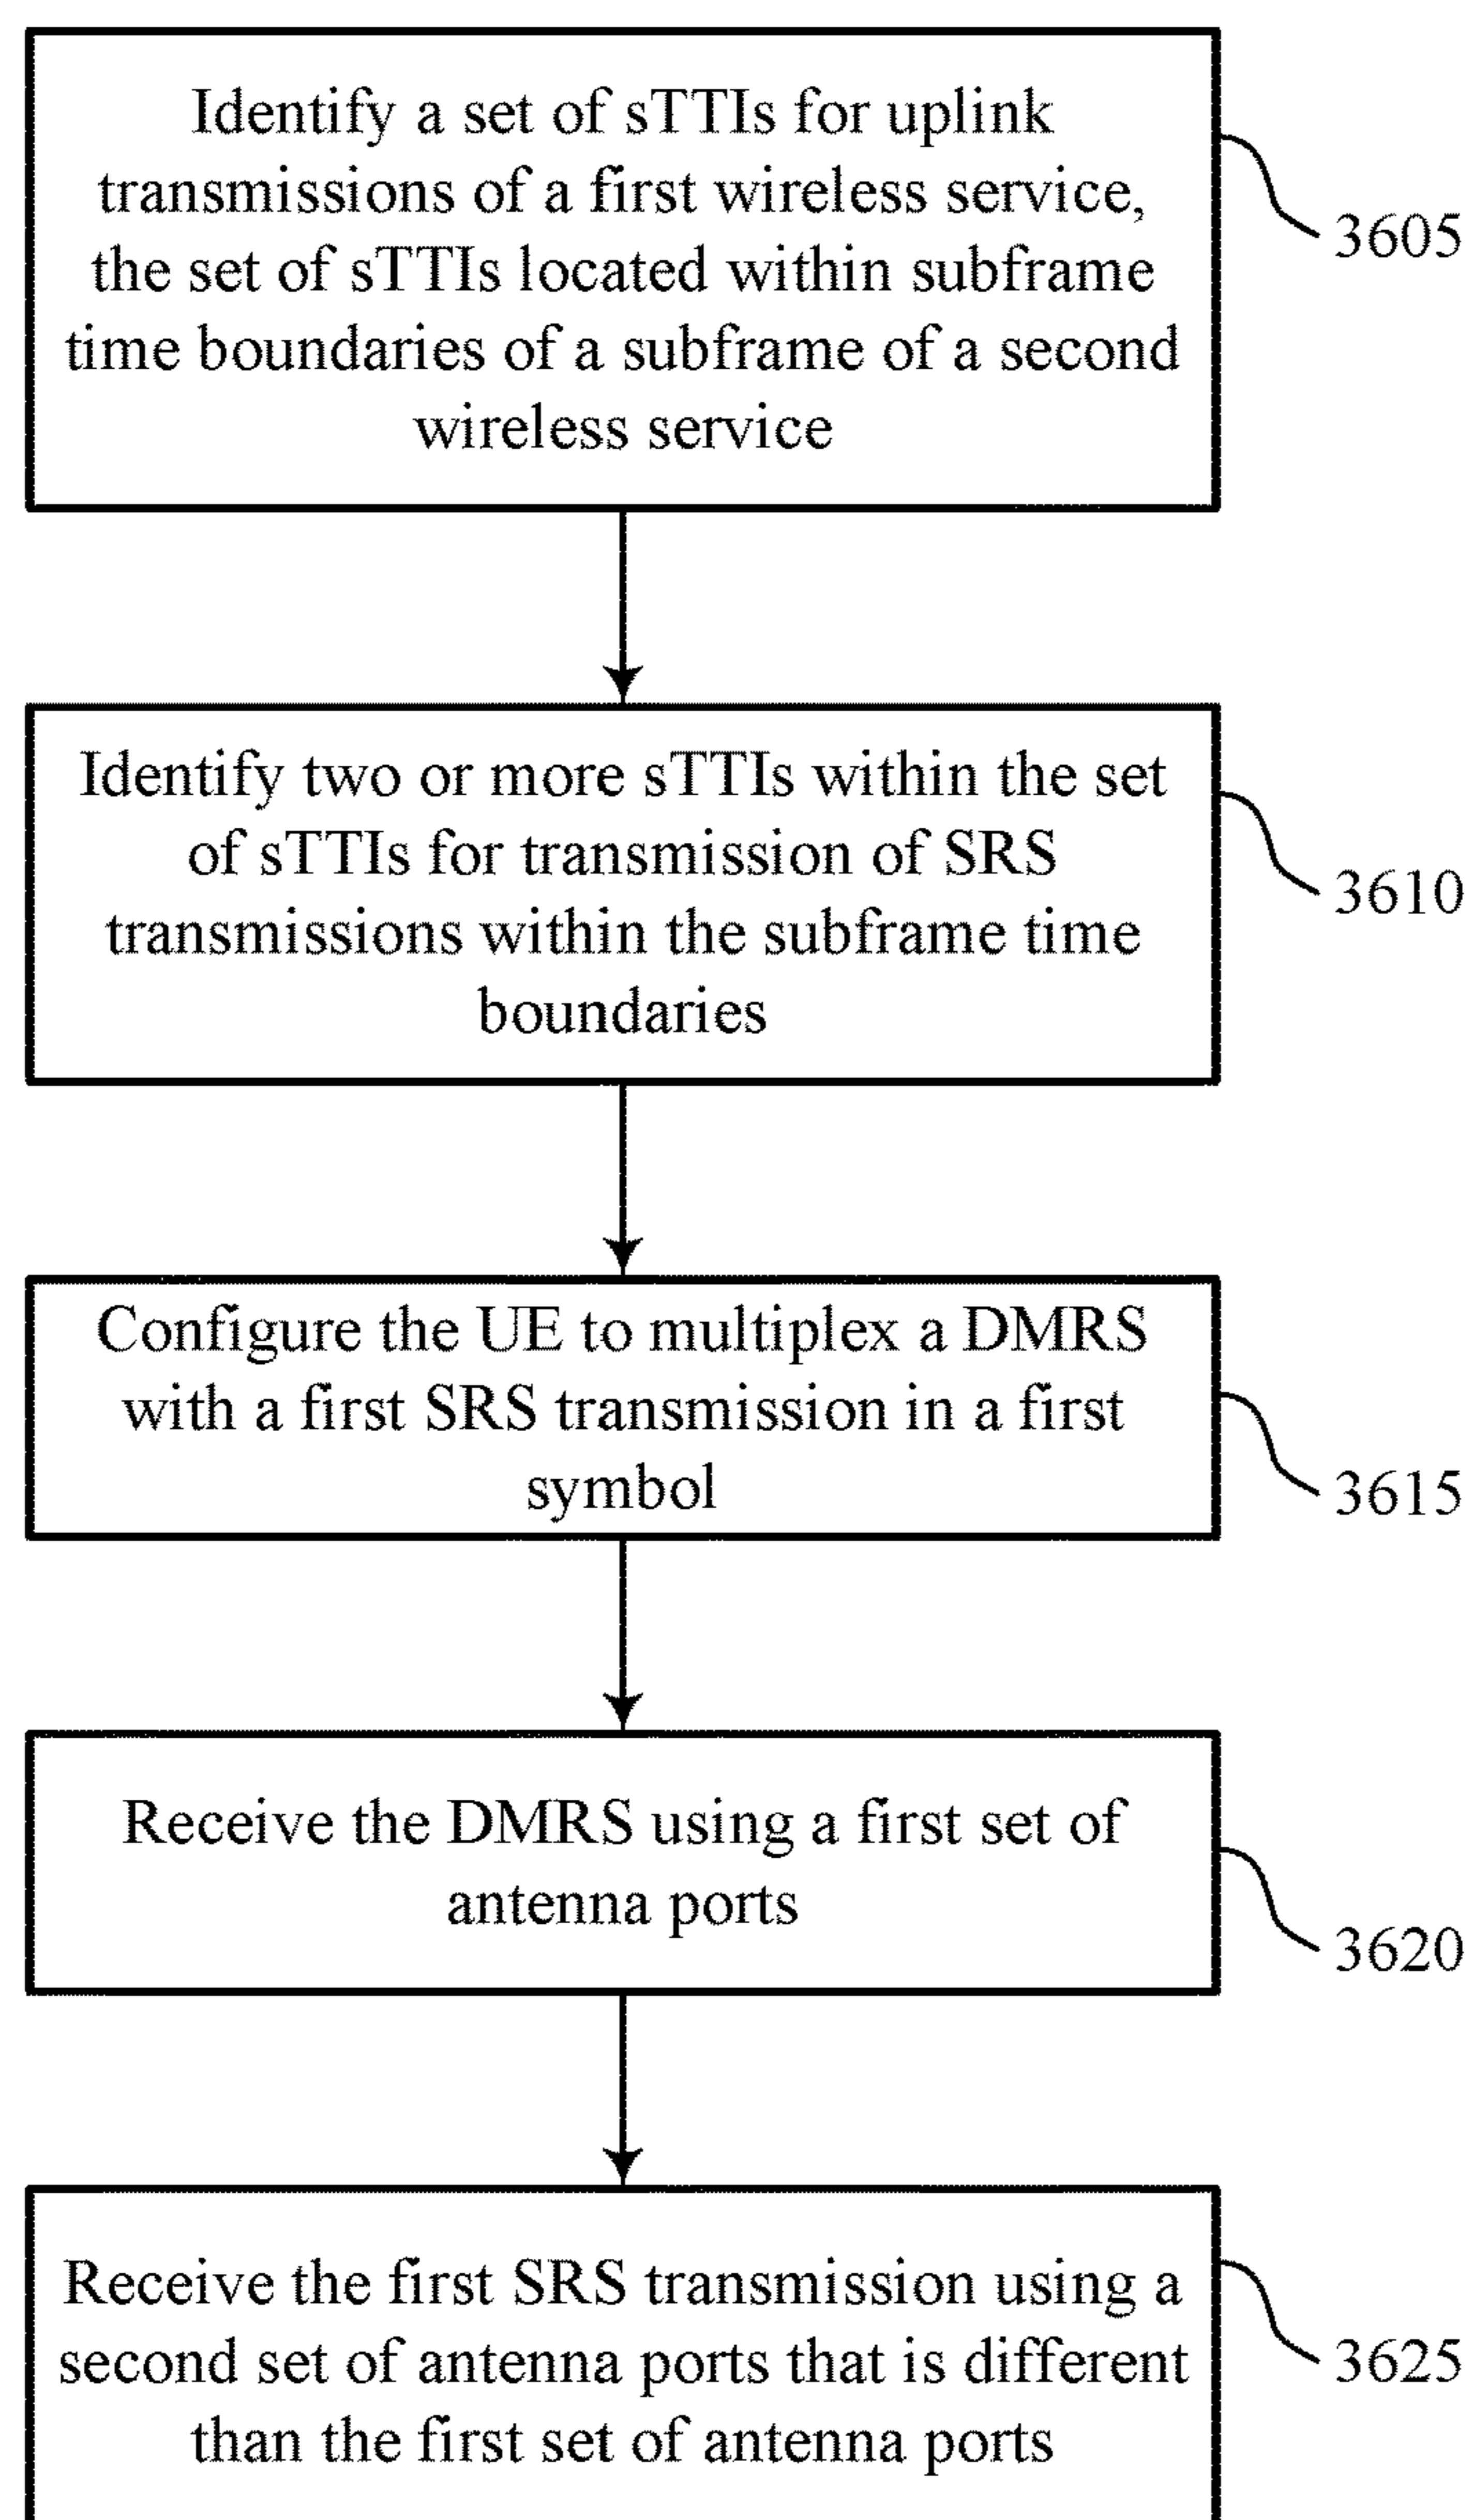 Identify a set of sTTIs for uplink
transmissions of a first wireless service,
the set of sTTIs located within subframe
time boundaries of a subframe of a second
wireless service
3605
Identify two or more sTTIs within the set
of sTTIs for transmission of SRS
transmissions within the subframe time
boundaries
3610
Configure the UE to multiplex a DMRS
with a first SRS transmission in a first
symbol
3615
Receive the DMRS using a first set of
antenna ports
3620
Receive the first SRS transmission using a
second set of antenna ports that is different
than the first set of antenna ports
3625